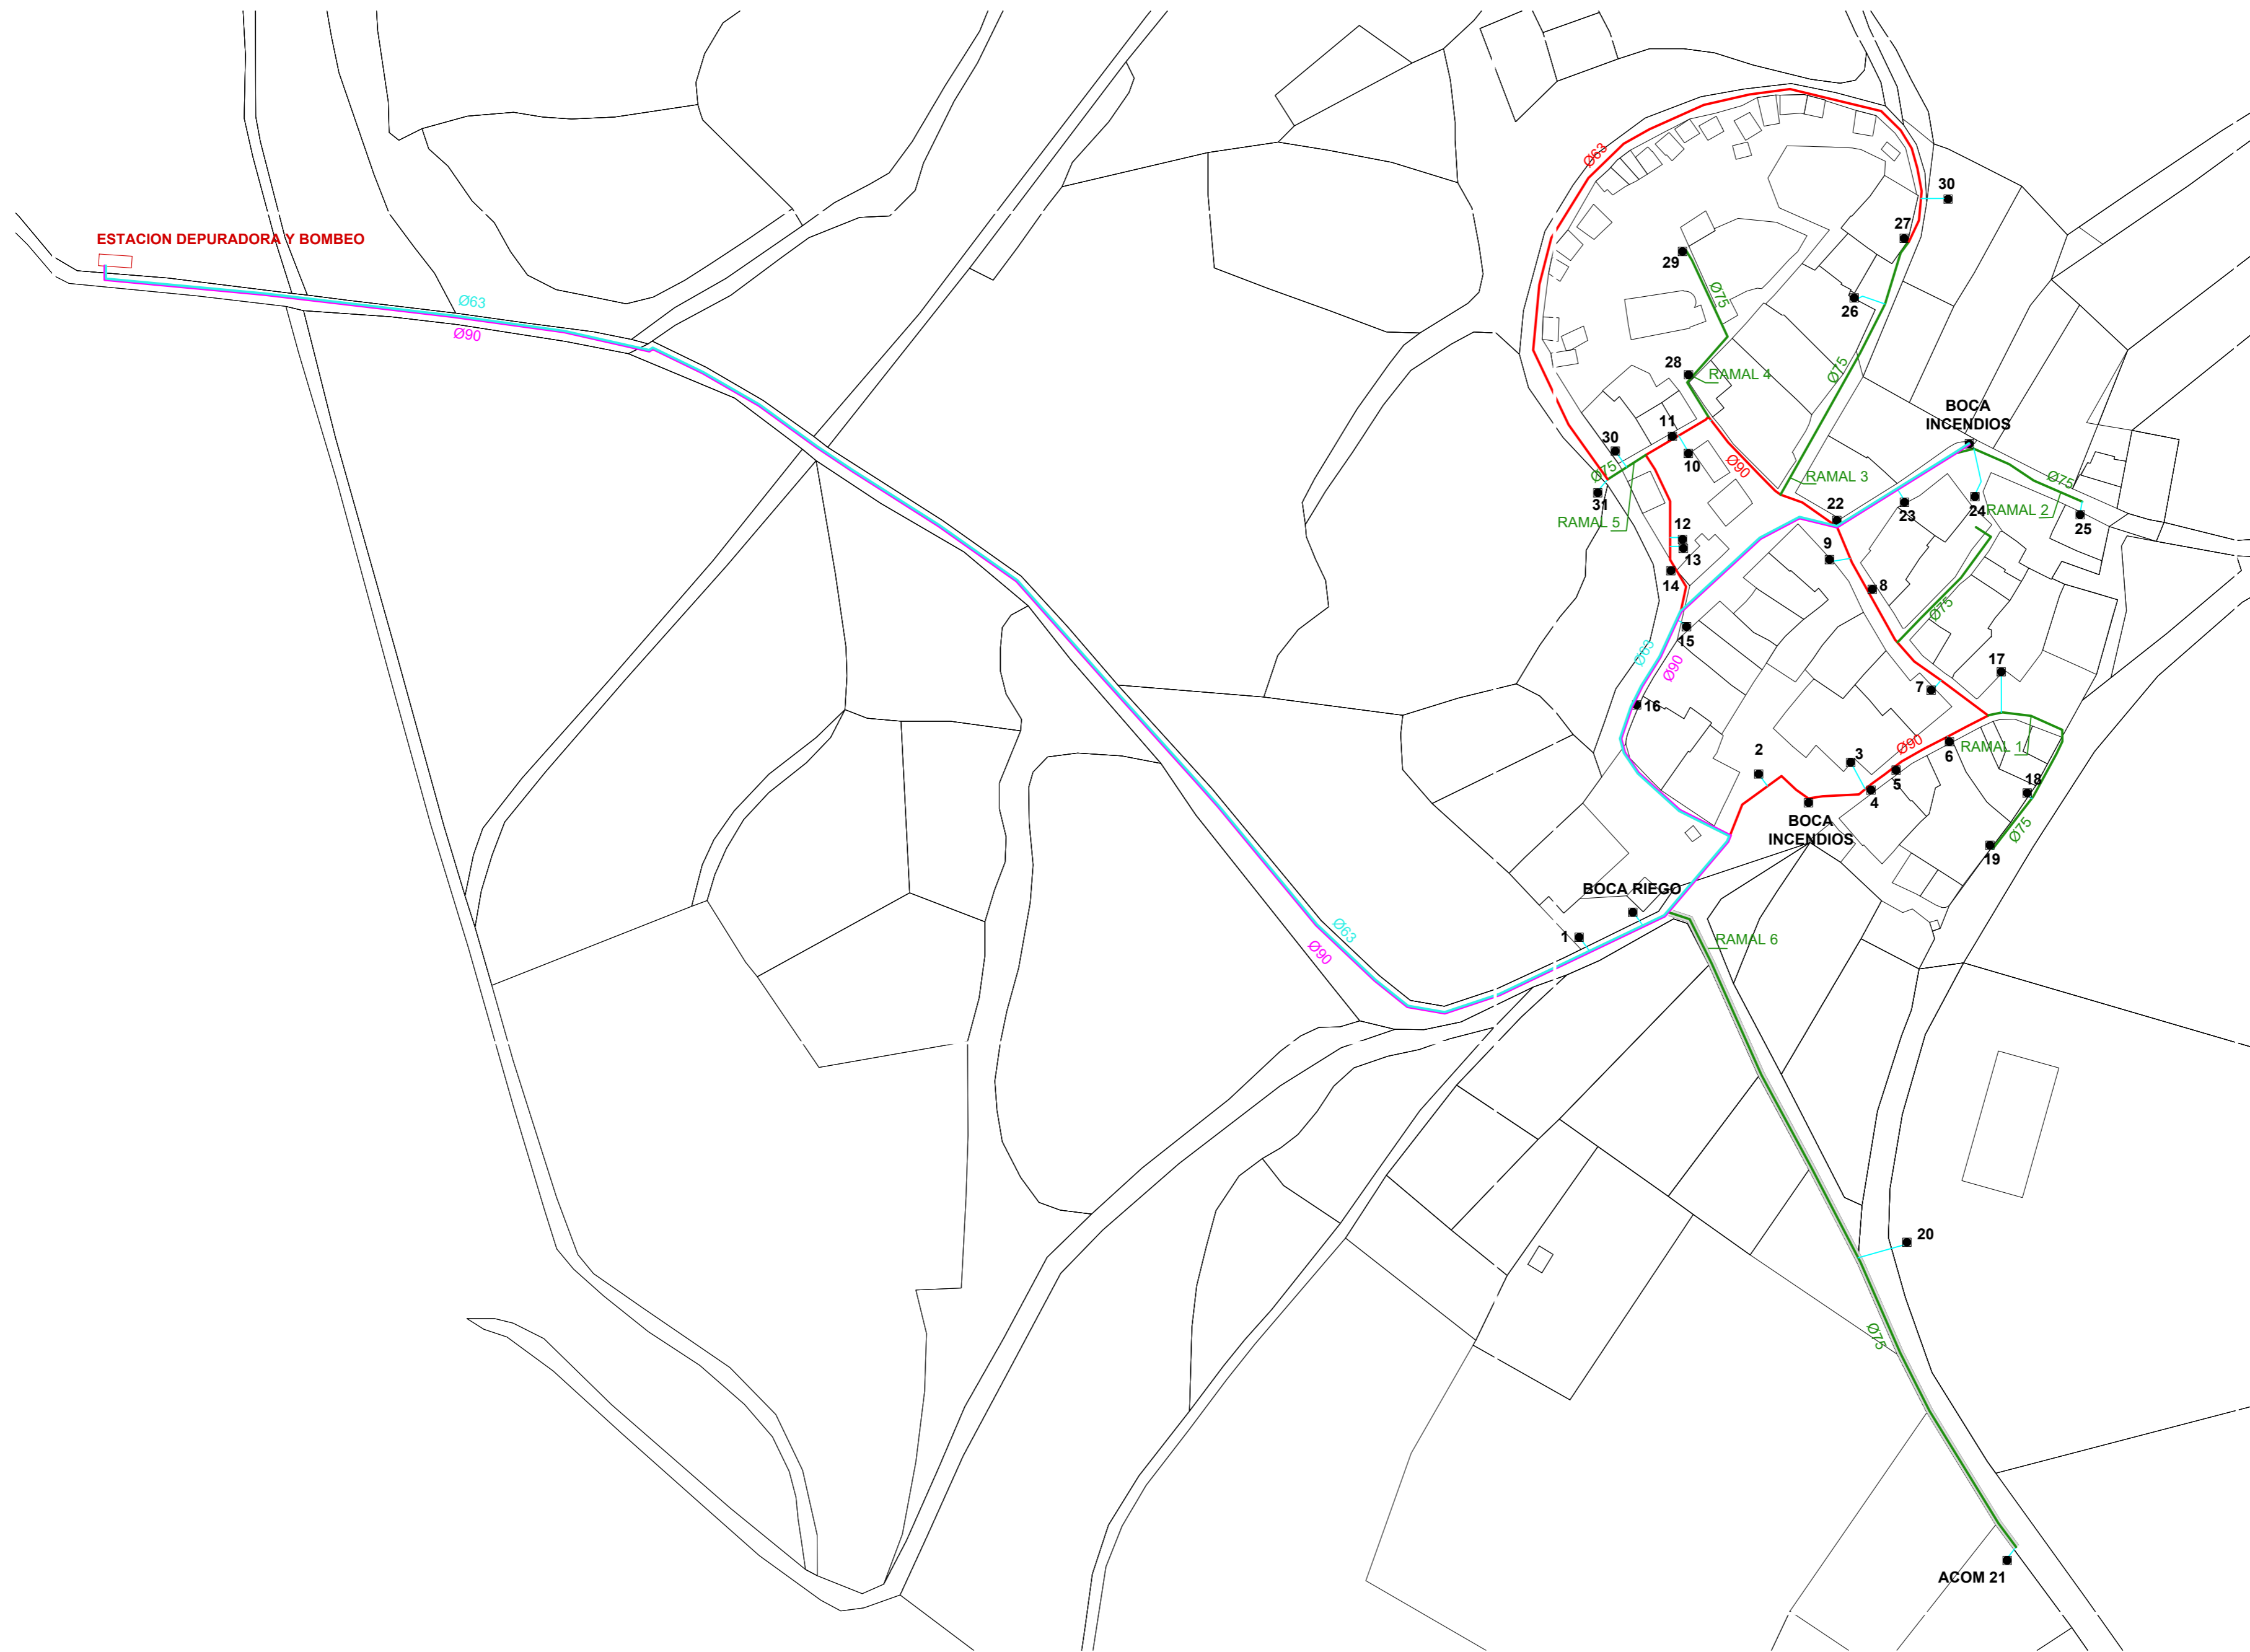 Ø63
30
27
ESTACION DEPURADORA Y BOMBEO
29
Ø75
26
Ø63
Ø90
28
RAMAL 4
Ø75
BOCA
INCENDIOS
11
30
10
Ø90
Ø75
RAMAL 3
Ø75
31
22
23
24
RAMAL 2
25
RAMAL 5
12
13
9
14
8
Ø75
15
Ø63
Ø90
17
7
16
Ø90
RAMAL 1
6
2
3
5
4
18
BOCA
INCENDIOS
Ø75
19
BOCA RIEGO
1
RAMAL 6
Ø63
Ø90
20
Ø75
ACOM 21